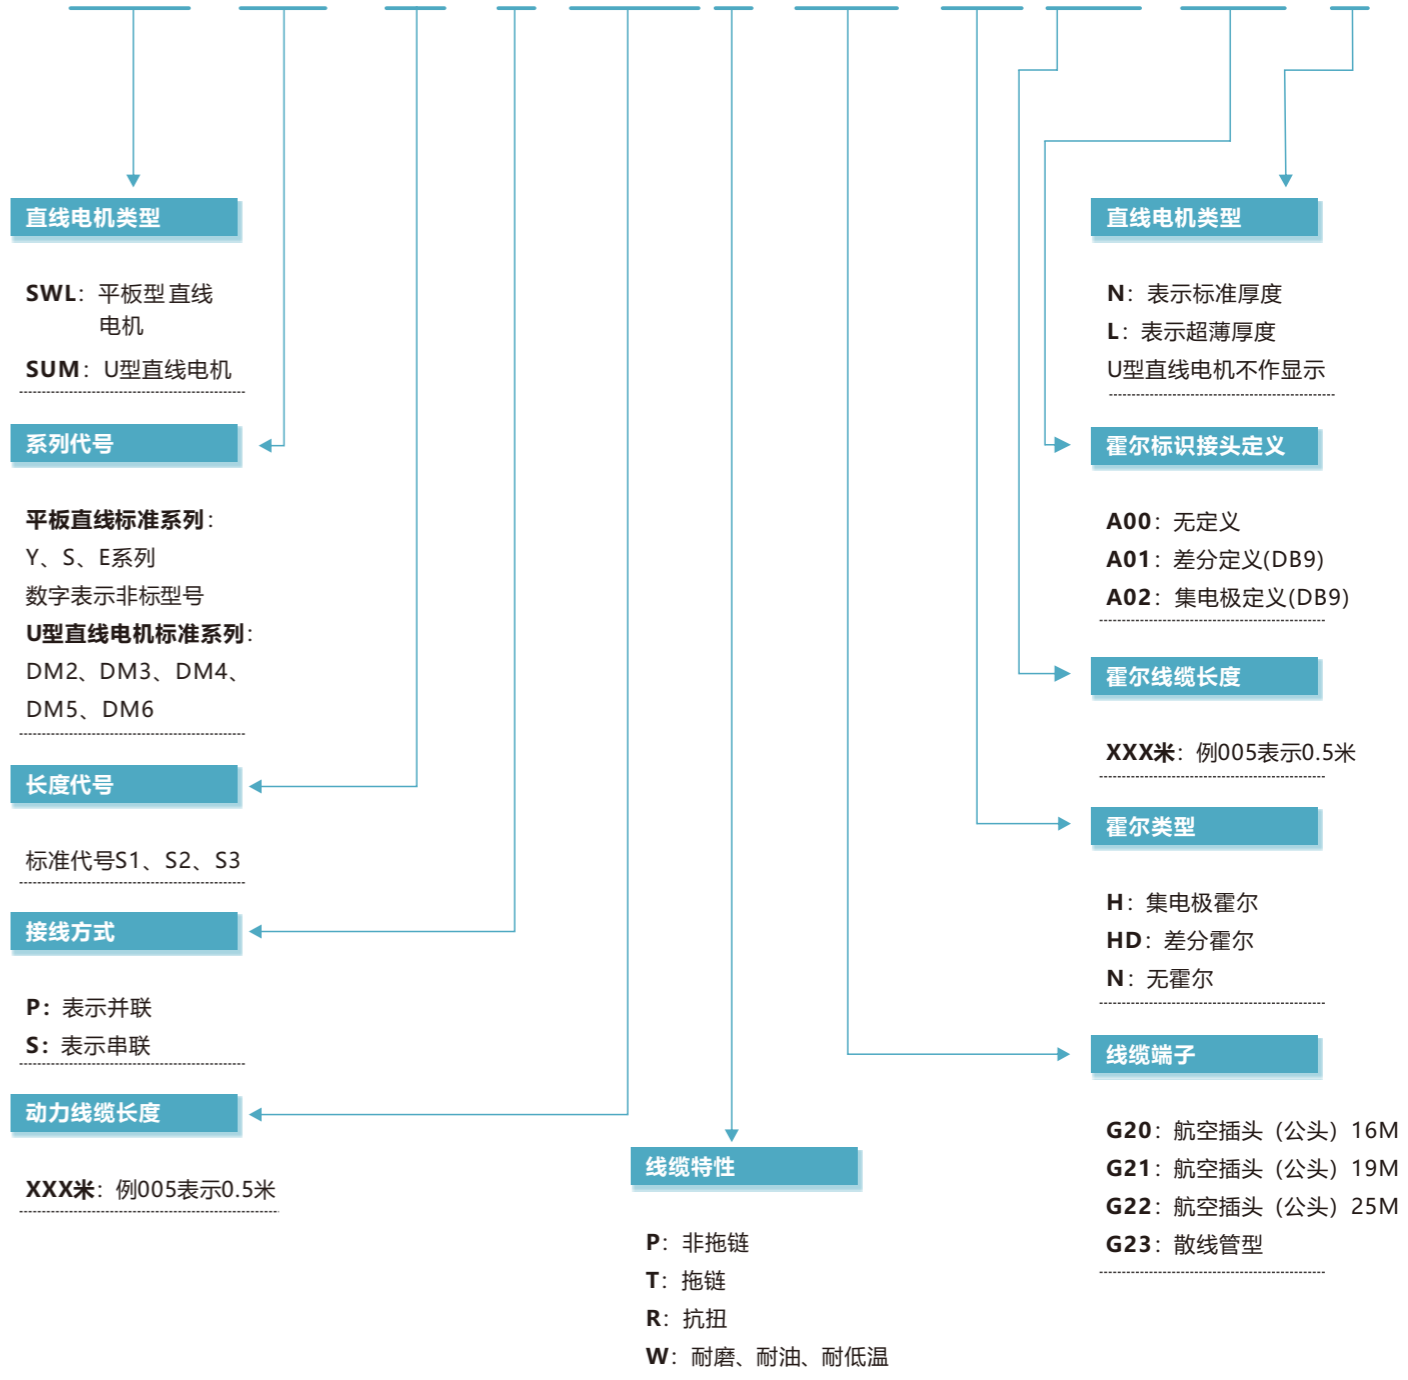 直线电机类型
SWL：平板型直线
电机
SUM：U型直线电机
系列代号
平板直线标准系列：
Y、S、E系列
数字表示非标型号
U型直线电机标准系列：
DM2、DM3、DM4、
DM5、DM6
长度代号
标准代号S1、S2、S3
接线方式
P：表示并联
S：表示串联
动力线缆长度
XXX米：例005表示0.5米
线缆特性
P：非拖链
T：拖链
R：抗扭
W：耐磨、耐油、耐低温
直线电机类型
N：表示标准厚度
L：表示超薄厚度
U型直线电机不作显示
霍尔标识接头定义
A00：无定义
A01：差分定义(DB9)
A02：集电极定义(DB9)
霍尔线缆长度
XXX米：例005表示0.5米
霍尔类型
H：集电极霍尔
HD：差分霍尔
N：无霍尔
线缆端子
G20：航空插头（公头）16M
G21：航空插头（公头）19M
G22：航空插头（公头）25M
G23：散线管型